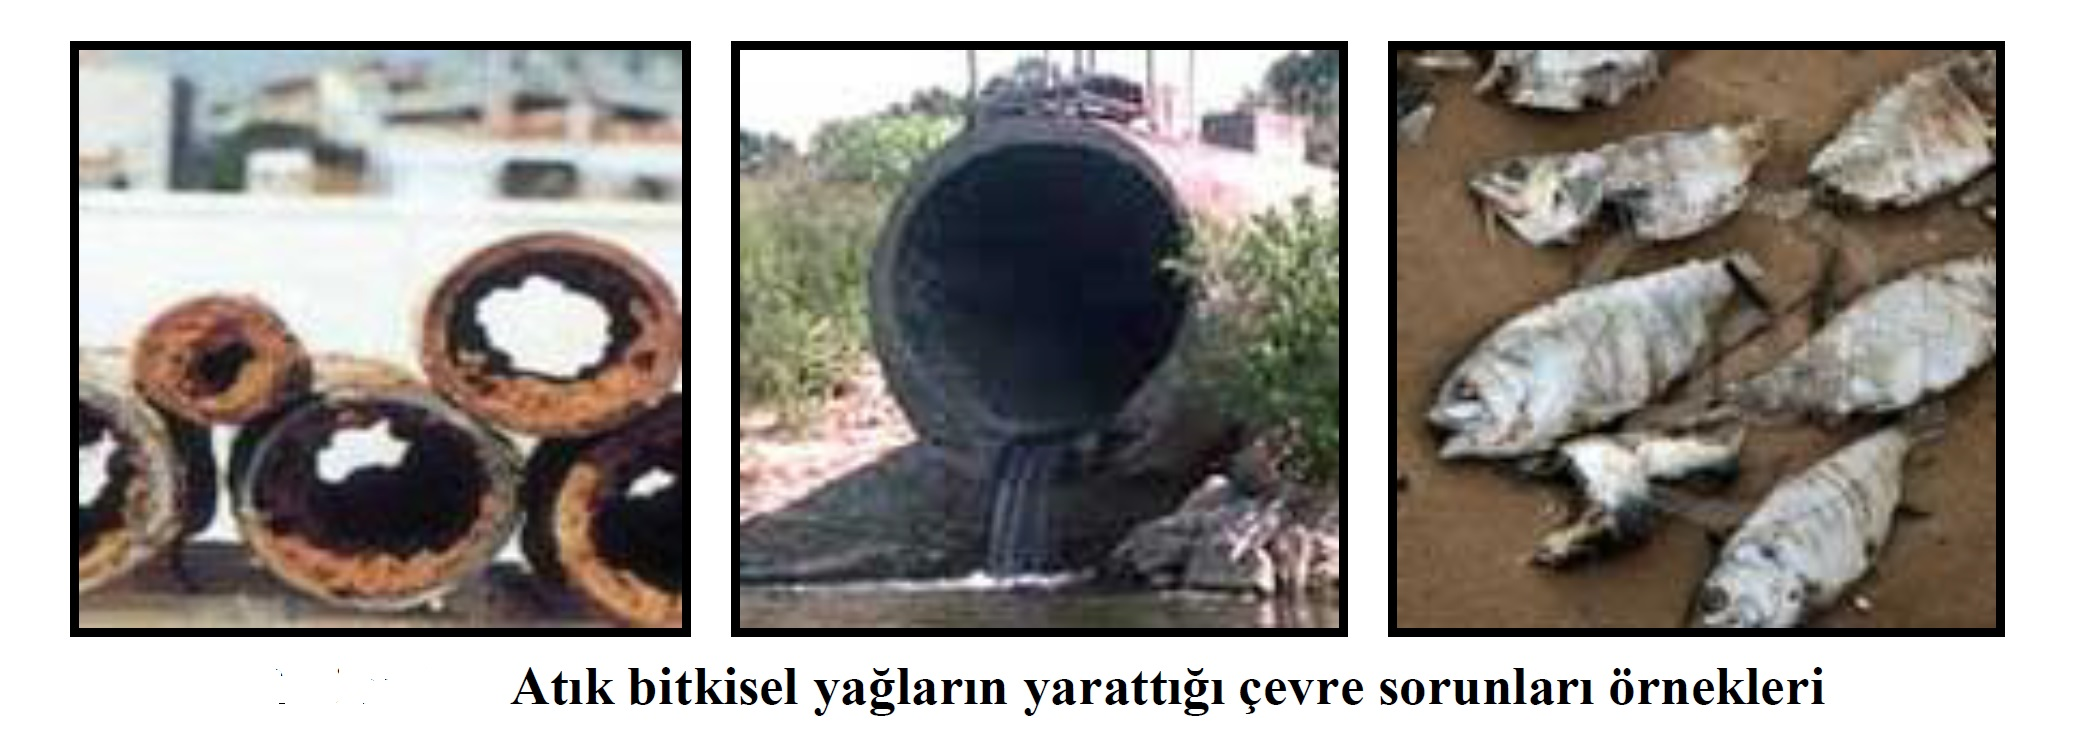 Atık bitkisel yağların yarattığı çevre sorunları örnekleri